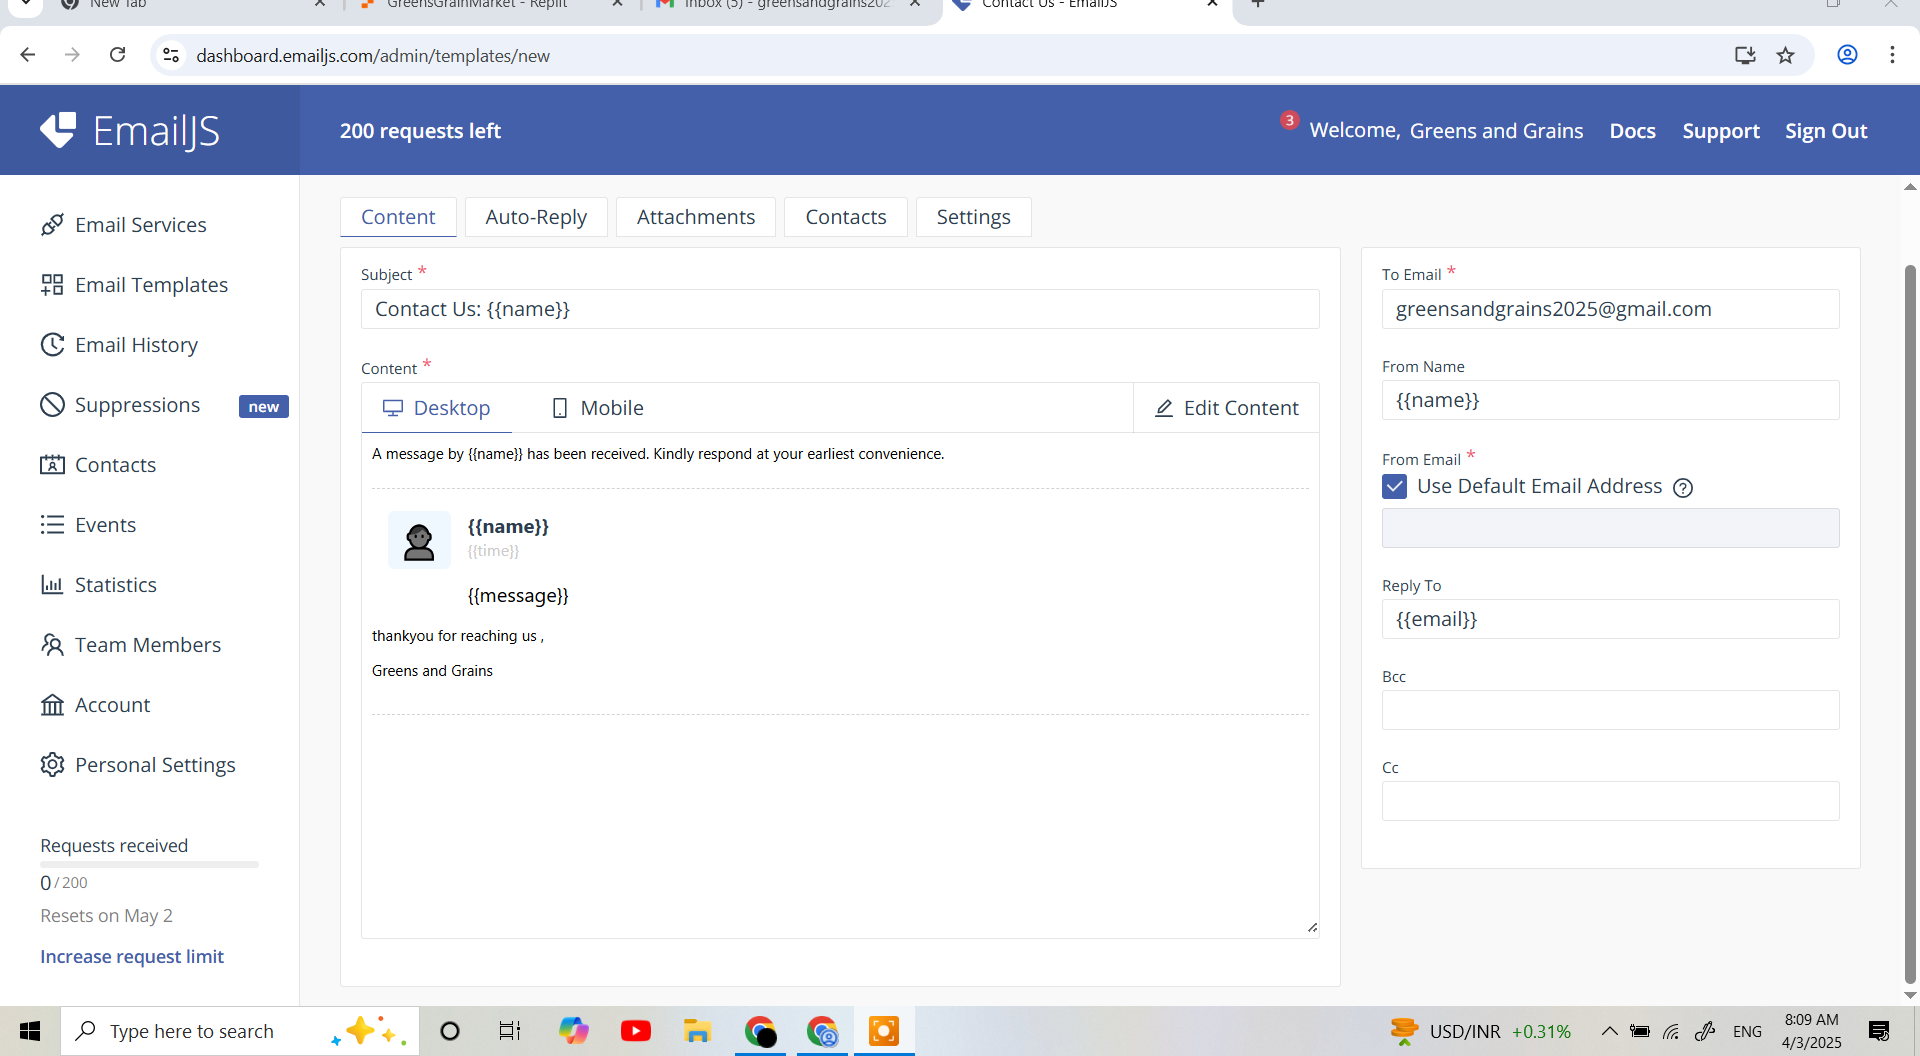 New Tab
GreensGrainMarket - Replit
Inbox (5) - greensandgrains202
Contact Us - EmailJS
dashboard.emailjs.com/admin/templates/new
EmailJS
200 requests left
3
Welcome, Greens and Grains
Docs
Support
Sign Out
Email Services
Email Templates
Email History
Suppressions
new
Contacts
Events
Statistics
Team Members
Account
Personal Settings
Requests received
0 / 200
Resets on May 2
Increase request limit
Content
Auto-Reply
Attachments
Contacts
Settings
Subject *
Contact Us: {{name}}
Content *
Desktop
Mobile
Edit Content
A message by {{name}} has been received. Kindly respond at your earliest convenience.
{{name}}
{{time}}
{{message}}
thankyou for reaching us ,
Greens and Grains
To Email *
greensandgrains2025@gmail.com
From Name
{{name}}
From Email *
Use Default Email Address ?
Reply To
{{email}}
Bcc
Cc
Type here to search
USD/INR +0.31%
ENG
8:09 AM
4/3/2025